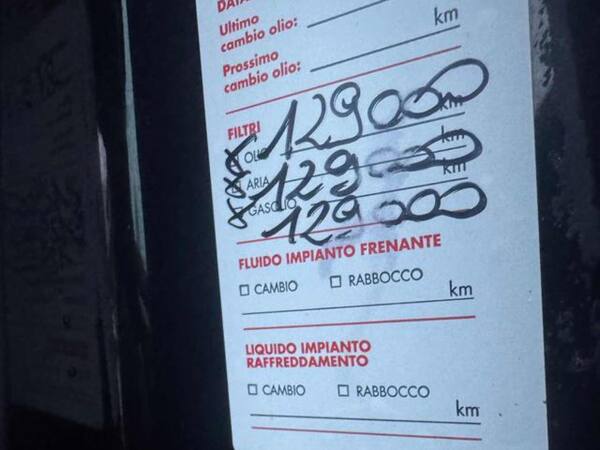 DATA
Ultimo
cambio olio: km
Prossimo
cambio olio:
FILTRI
OLIO 129000 km
ARIA 129000 km
GASOLIO 129000 km
FLUIDO IMPIANTO FRENANTE
CAMBIO RABBOCCO
km
LIQUIDO IMPIANTO
RAFFREDDAMENTO
CAMBIO RABBOCCO
km